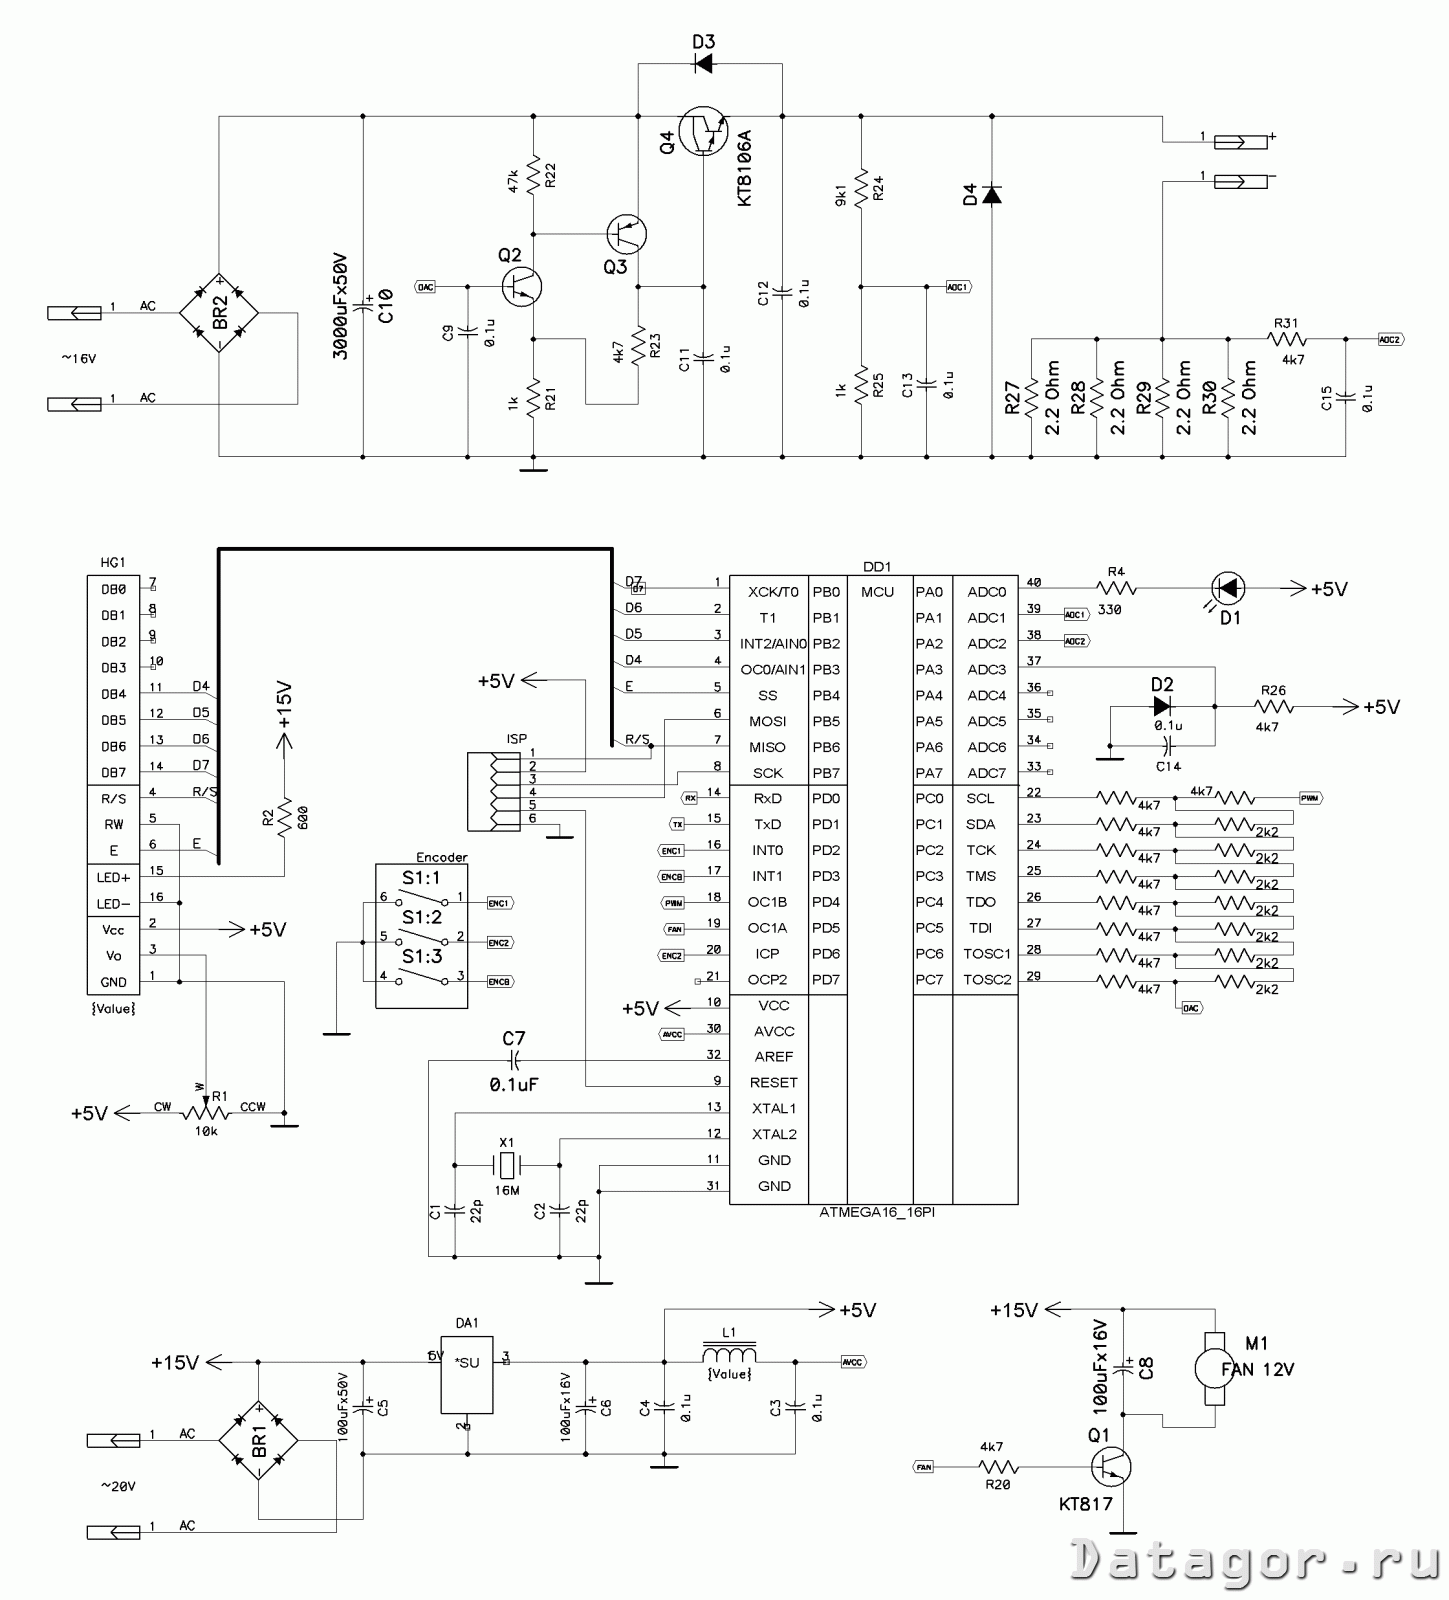 D3
Q4
KT8106A
47k
R22
9k1
R24
D4
1
+
1
–
Q2
Q3
DAC
C9
0.1u
3000uFx50V
+
C10
1
AC
BR2
+
–
~16V
1
AC
4k7
R23
C11
0.1u
C12
0.1u
ADC1
1k
R21
1k
R25
C13
0.1u
R31
4k7
ADC2
R27
2.2 Ohm
R28
2.2 Ohm
R29
2.2 Ohm
R30
2.2 Ohm
C15
0.1u
HG1
DB0 7
DB1 8
DB2 9
DB3 10
DB4 11 D4
DB5 12 D5
DB6 13 D6
DB7 14 D7
R/S 4 R/S
RW 5
E 6 E
LED+ 15
LED- 16
Vcc 2 +5V
Vo 3
GND 1
{Value}
+15V
R2
600
+5V
CW
W
R1
CCW
10k
+5V
ISP
1
2
3
4
5
6
Encoder
S1:1
6 1 ENC1
S1:2
5 2 ENC2
S1:3
4 3 ENCB
DD1
MCU
D7 D7 1 XCK/T0 PB0
D6 2 T1 PB1
D5 3 INT2/AIN0 PB2
D4 4 OC0/AIN1 PB3
E 5 SS PB4
6 MOSI PB5
R/S 7 MISO PB6
8 SCK PB7
RX 14 RxD PD0
TX 15 TxD PD1
ENC1 16 INT0 PD2
ENCB 17 INT1 PD3
PWM 18 OC1B PD4
FAN 19 OC1A PD5
ENC2 20 ICP PD6
21 OCP2 PD7
+5V 10 VCC
AVCC 30 AVCC
32 AREF
9 RESET
13 XTAL1
12 XTAL2
11 GND
31 GND
ATMEGA16_16PI
PA0 ADC0 40
PA1 ADC1 39 ADC1
PA2 ADC2 38 ADC2
PA3 ADC3 37
PA4 ADC4 36
PA5 ADC5 35
PA6 ADC6 34
PA7 ADC7 33
PC0 SCL 22 4k7 4k7 PWM
PC1 SDA 23 4k7 2k2
PC2 TCK 24 4k7 2k2
PC3 TMS 25 4k7 2k2
PC4 TDO 26 4k7 2k2
PC5 TDI 27 4k7 2k2
PC6 TOSC1 28 4k7 2k2
PC7 TOSC2 29 4k7 2k2
DAC
R4
330
D1
+5V
D2
0.1u
C14
R26
4k7
+5V
C7
0.1uF
X1
16M
C1
22p
C2
22p
+15V
DA1
5V
*SU
3
2
100uFx50V
+
C5
100uFx16V
+
C6
C4
0.1u
+5V
L1
{Value}
AVCC
C3
0.1u
1
AC
BR1
+
–
~20V
1
AC
+15V
100uFx16V
+
C8
M1
FAN 12V
Q1
KT817
FAN
4k7
R20
Datagor.ru